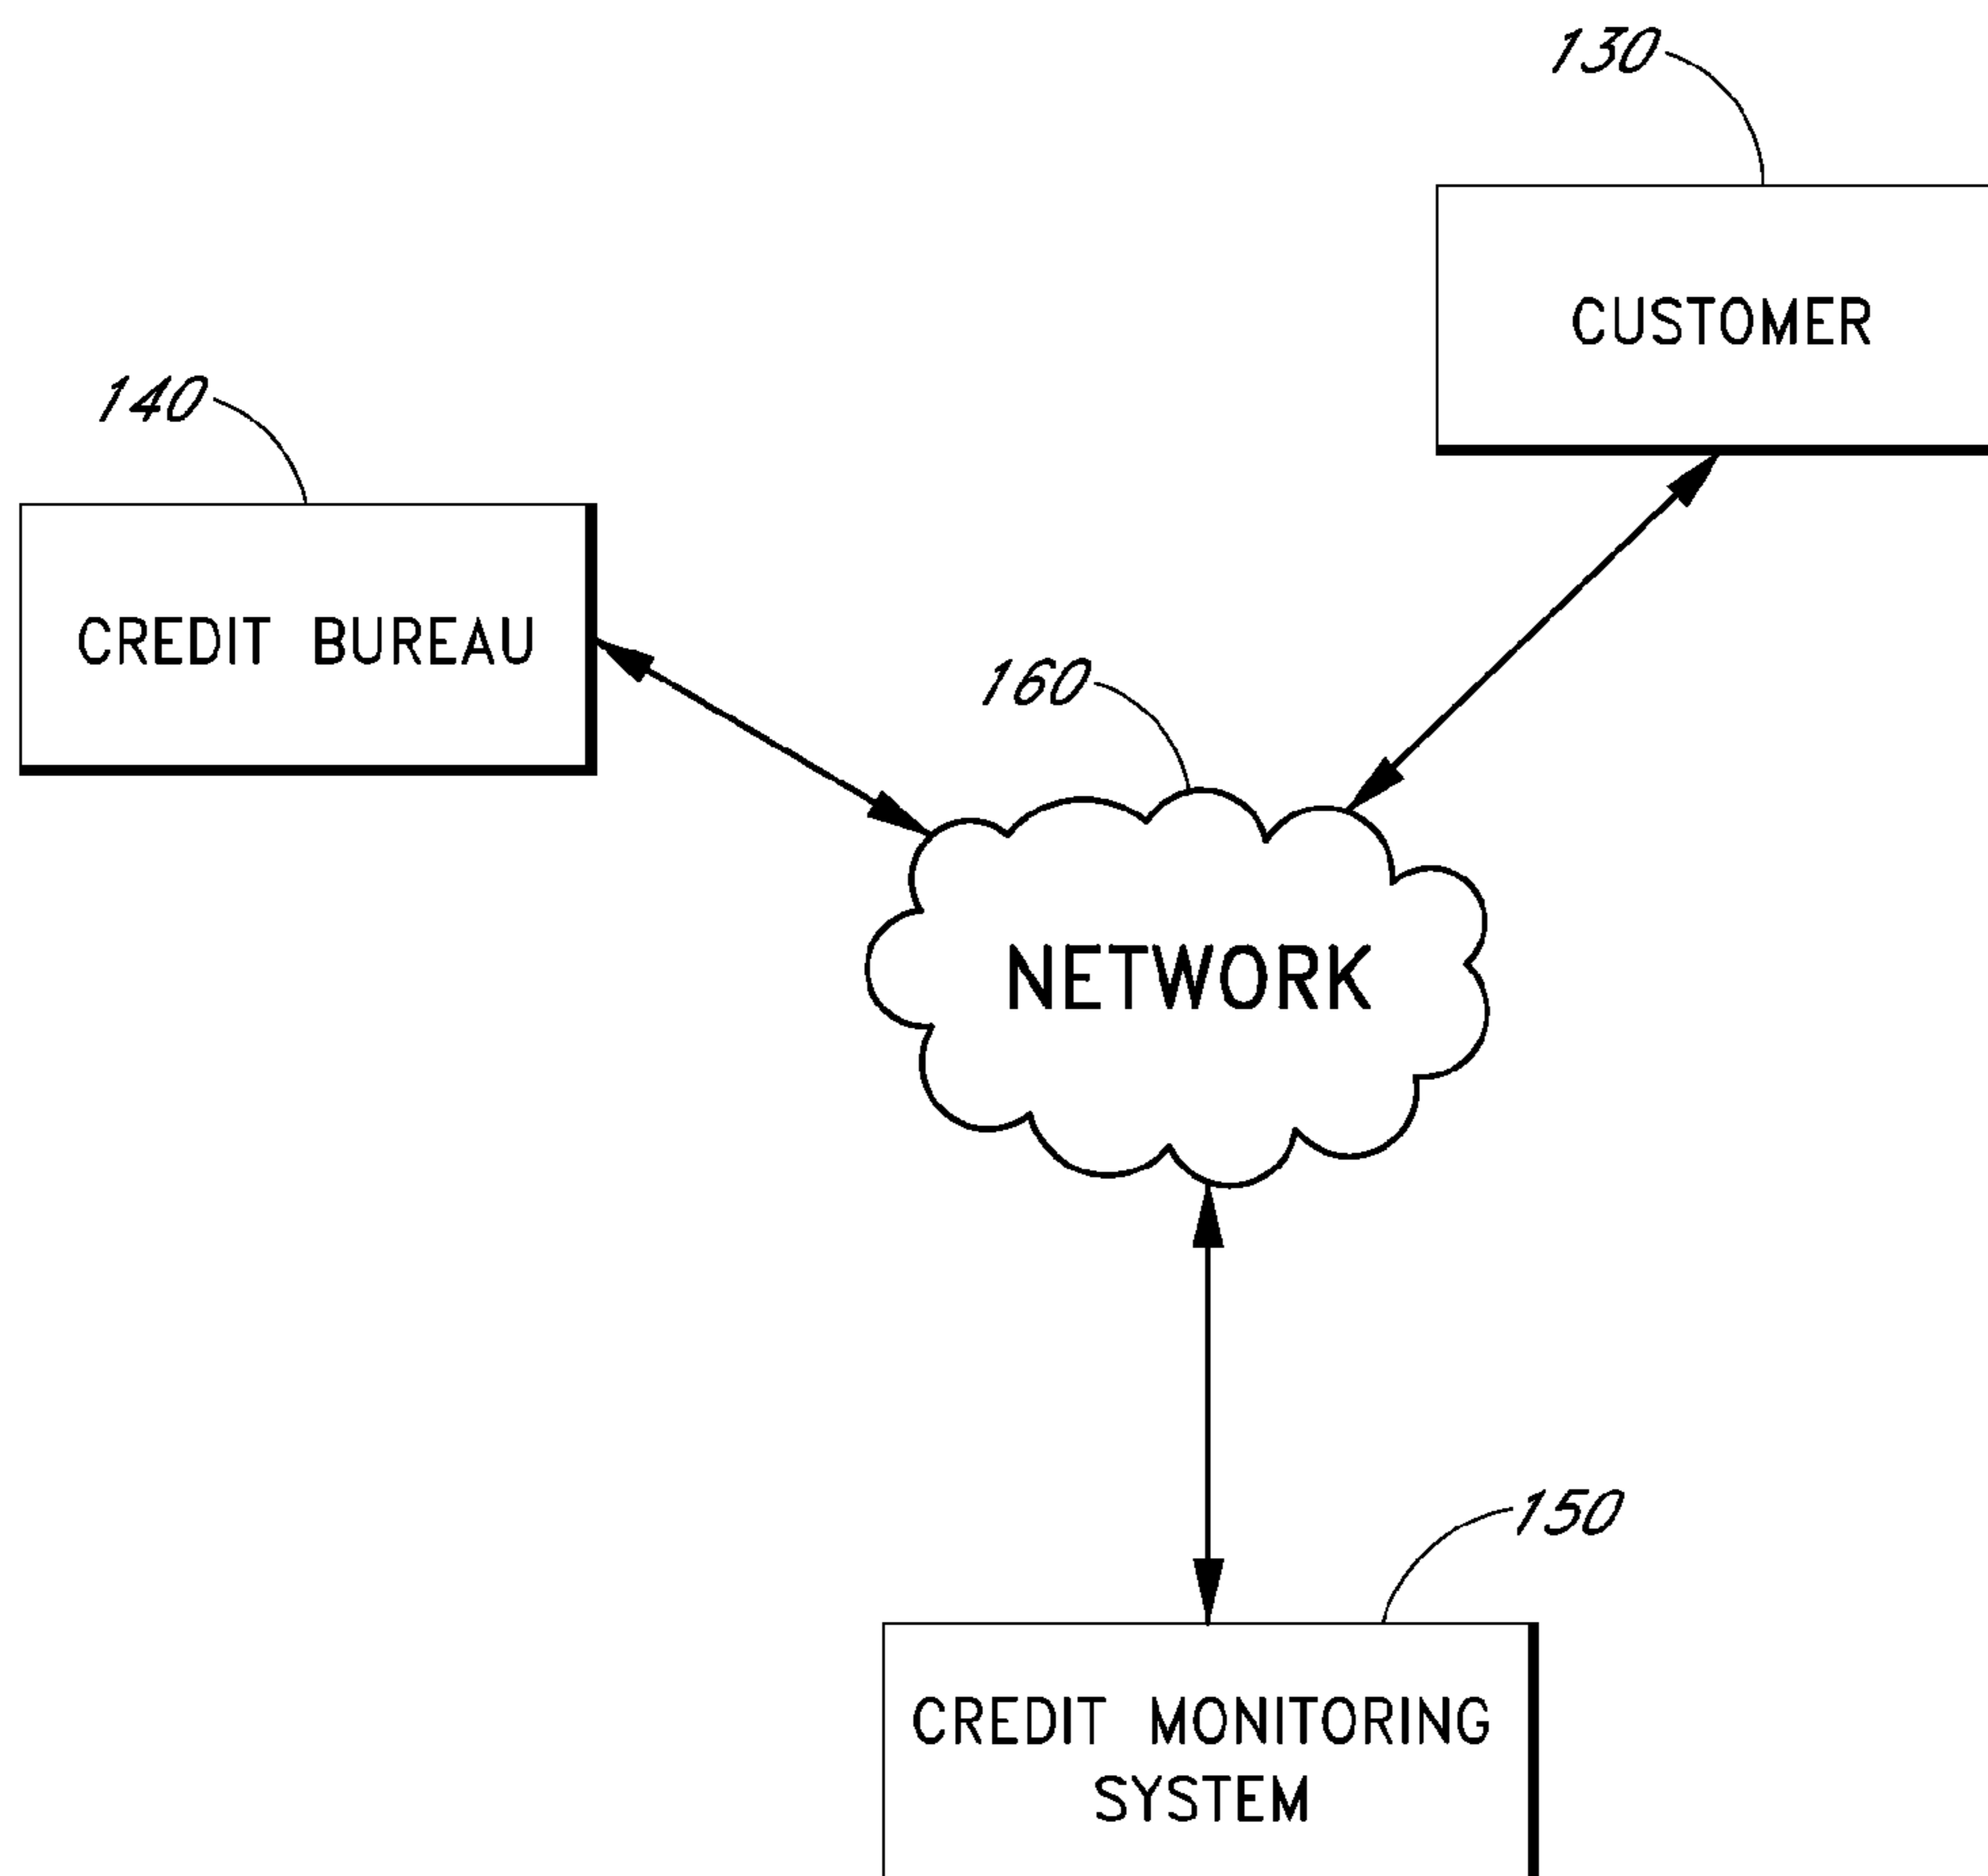 130
CUSTOMER
140
CREDIT BUREAU
160
NETWORK
150
CREDIT MONITORING
SYSTEM